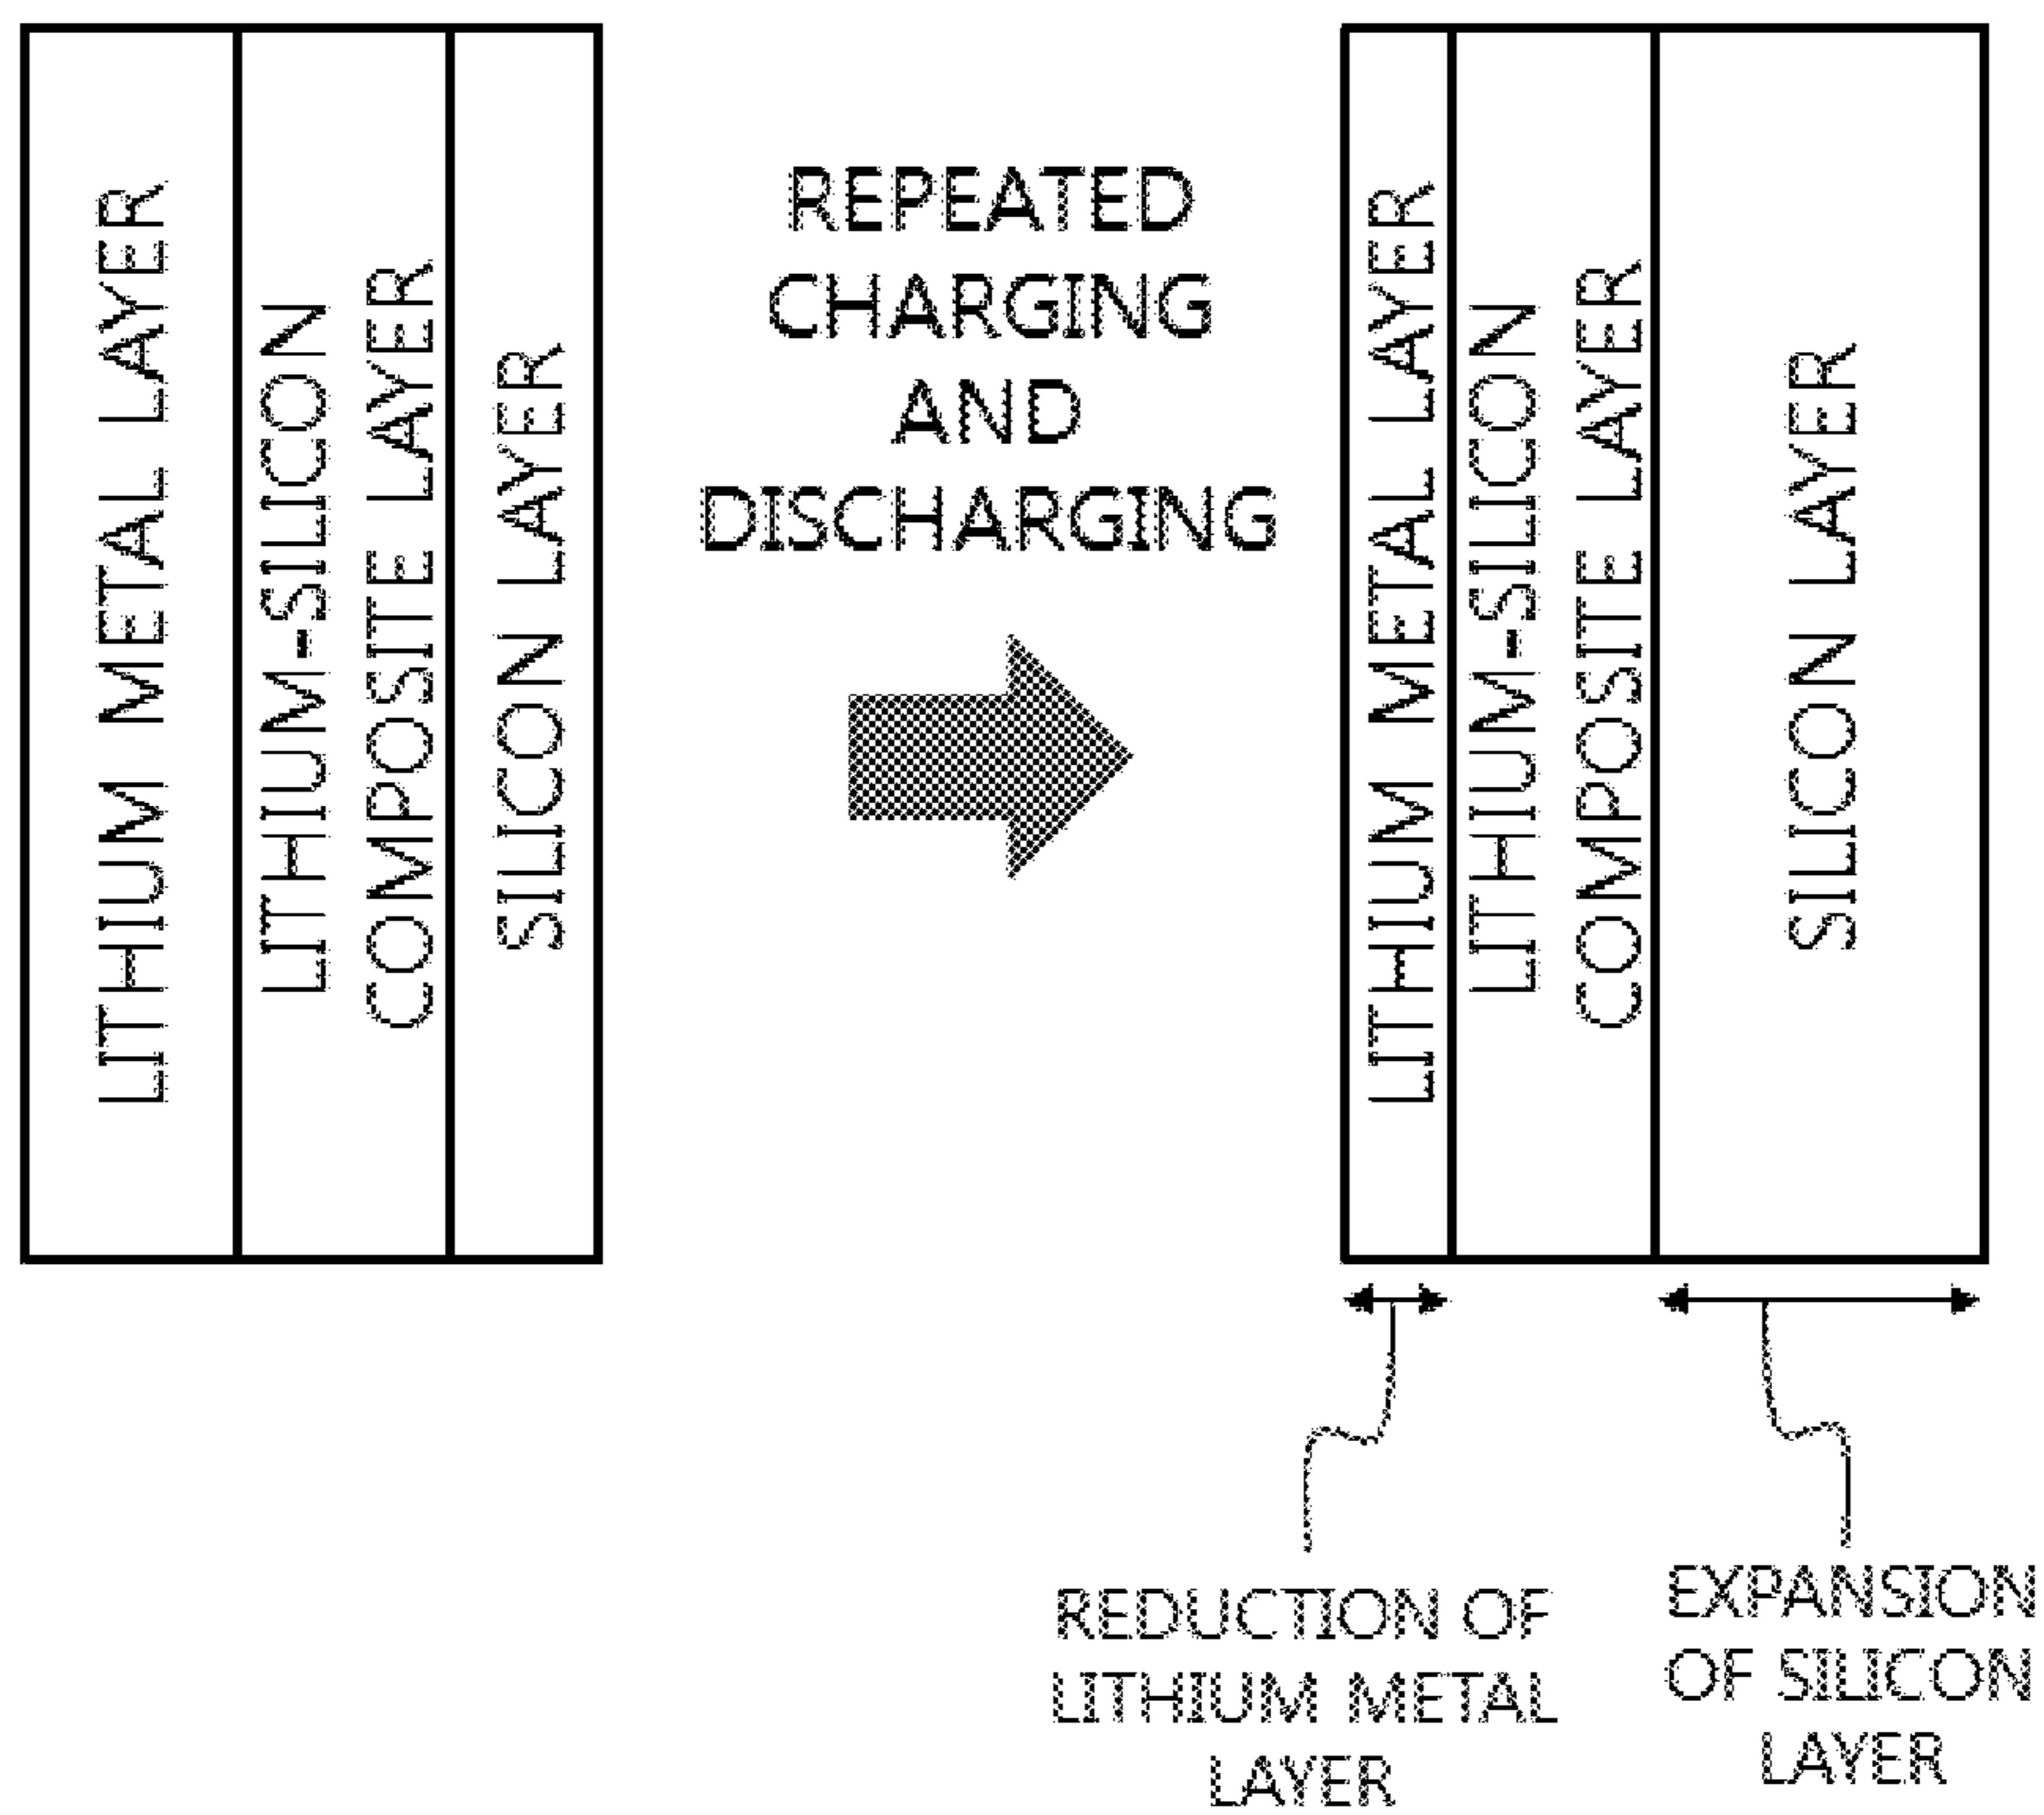 LITHIUM METAL LAYER
LITHIUM-SILICON
COMPOSITE LAYER
SILICON LAYER
REPEATED
CHARGING
AND
DISCHARGING
LITHIUM METAL LAYER
LITHIUM-SILICON
COMPOSITE LAYER
SILICON LAYER
REDUCTION OF
LITHIUM METAL
LAYER
EXPANSION
OF SILICON
LAYER